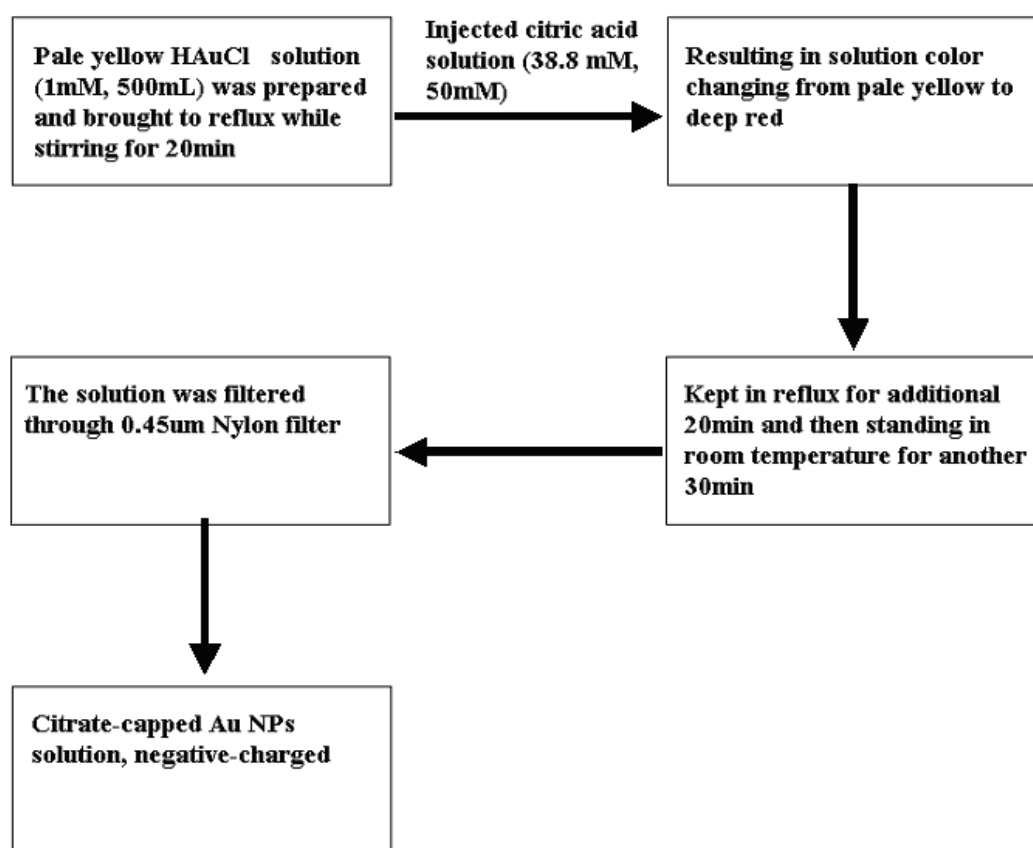 Pale yellow HAuCl solution
(1mM, 500mL) was prepared
and brought to reflux while
stirring for 20min
Injected citric acid
solution (38.8 mM,
50mM)
Resulting in solution color
changing from pale yellow to
deep red
Kept in reflux for additional
20min and then standing in
room temperature for another
30min
The solution was filtered
through 0.45um Nylon filter
Citrate-capped Au NPs
solution, negative-charged